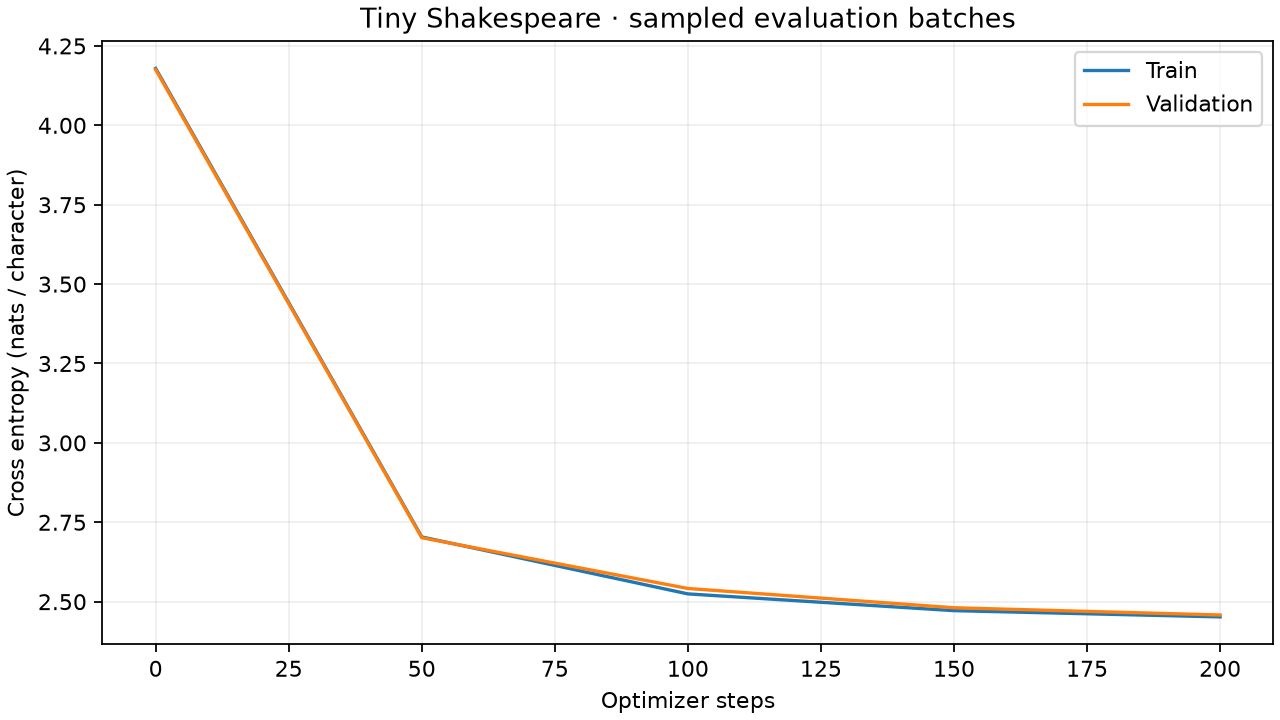 Tiny Shakespeare · sampled evaluation batches
Train
Validation
Cross entropy (nats / character)
4.25
4.00
3.75
3.50
3.25
3.00
2.75
2.50
0 25 50 75 100 125 150 175 200
Optimizer steps